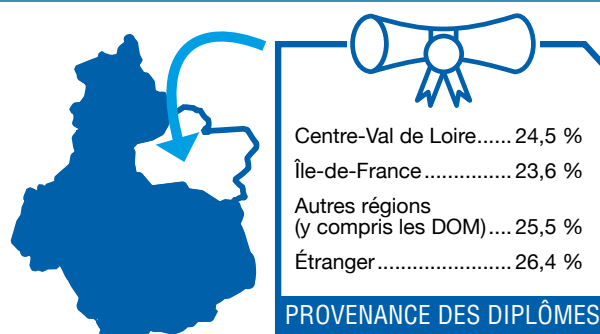 Centre-Val de Loire...... 24,5 %
Île-de-France............... 23,6 %
Autres régions
(y compris les DOM).... 25,5 %
Étranger....................... 26,4 %
PROVENANCE DES DIPLÔMES